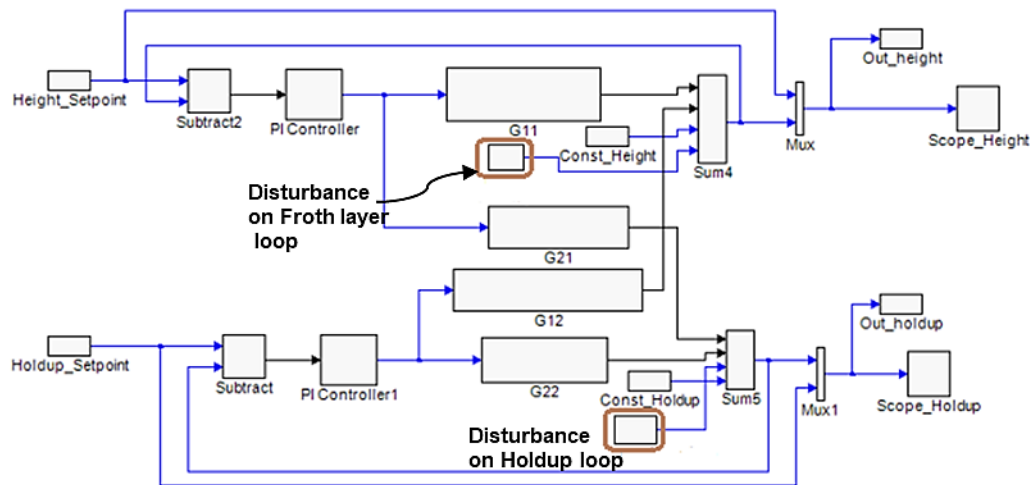 Out_height
Height_Setpoint
Subtract2
PI Controller
G11
Const_Height
Sum4
Mux
Scope_Height
Disturbance
on Froth layer
loop
G21
G12
Out_holdup
Holdup_Setpoint
Subtract
PI Controller1
G22
Const_Holdup
Sum5
Mux1
Scope_Holdup
Disturbance
on Holdup loop